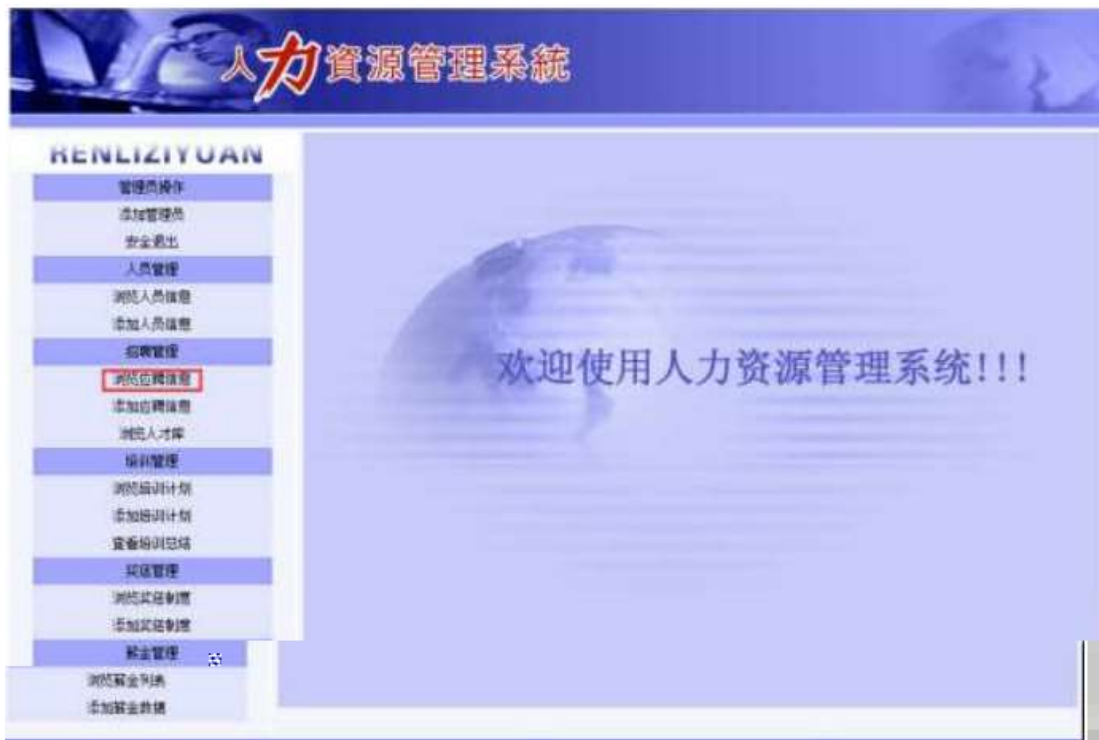 人力資源管理系統
RENLIZIYUAN
管理员操作
添加管理员
安全退出
人员管理
浏览人员信息
添加人员信息
招聘管理
浏览应聘信息
添加应聘信息
浏览人才库
培训管理
浏览培训计划
添加培训计划
查看培训总结
奖惩管理
浏览奖惩制度
添加奖惩制度
薪金管理
浏览薪金列表
添加薪金数据
欢迎使用人力资源管理系统!!!